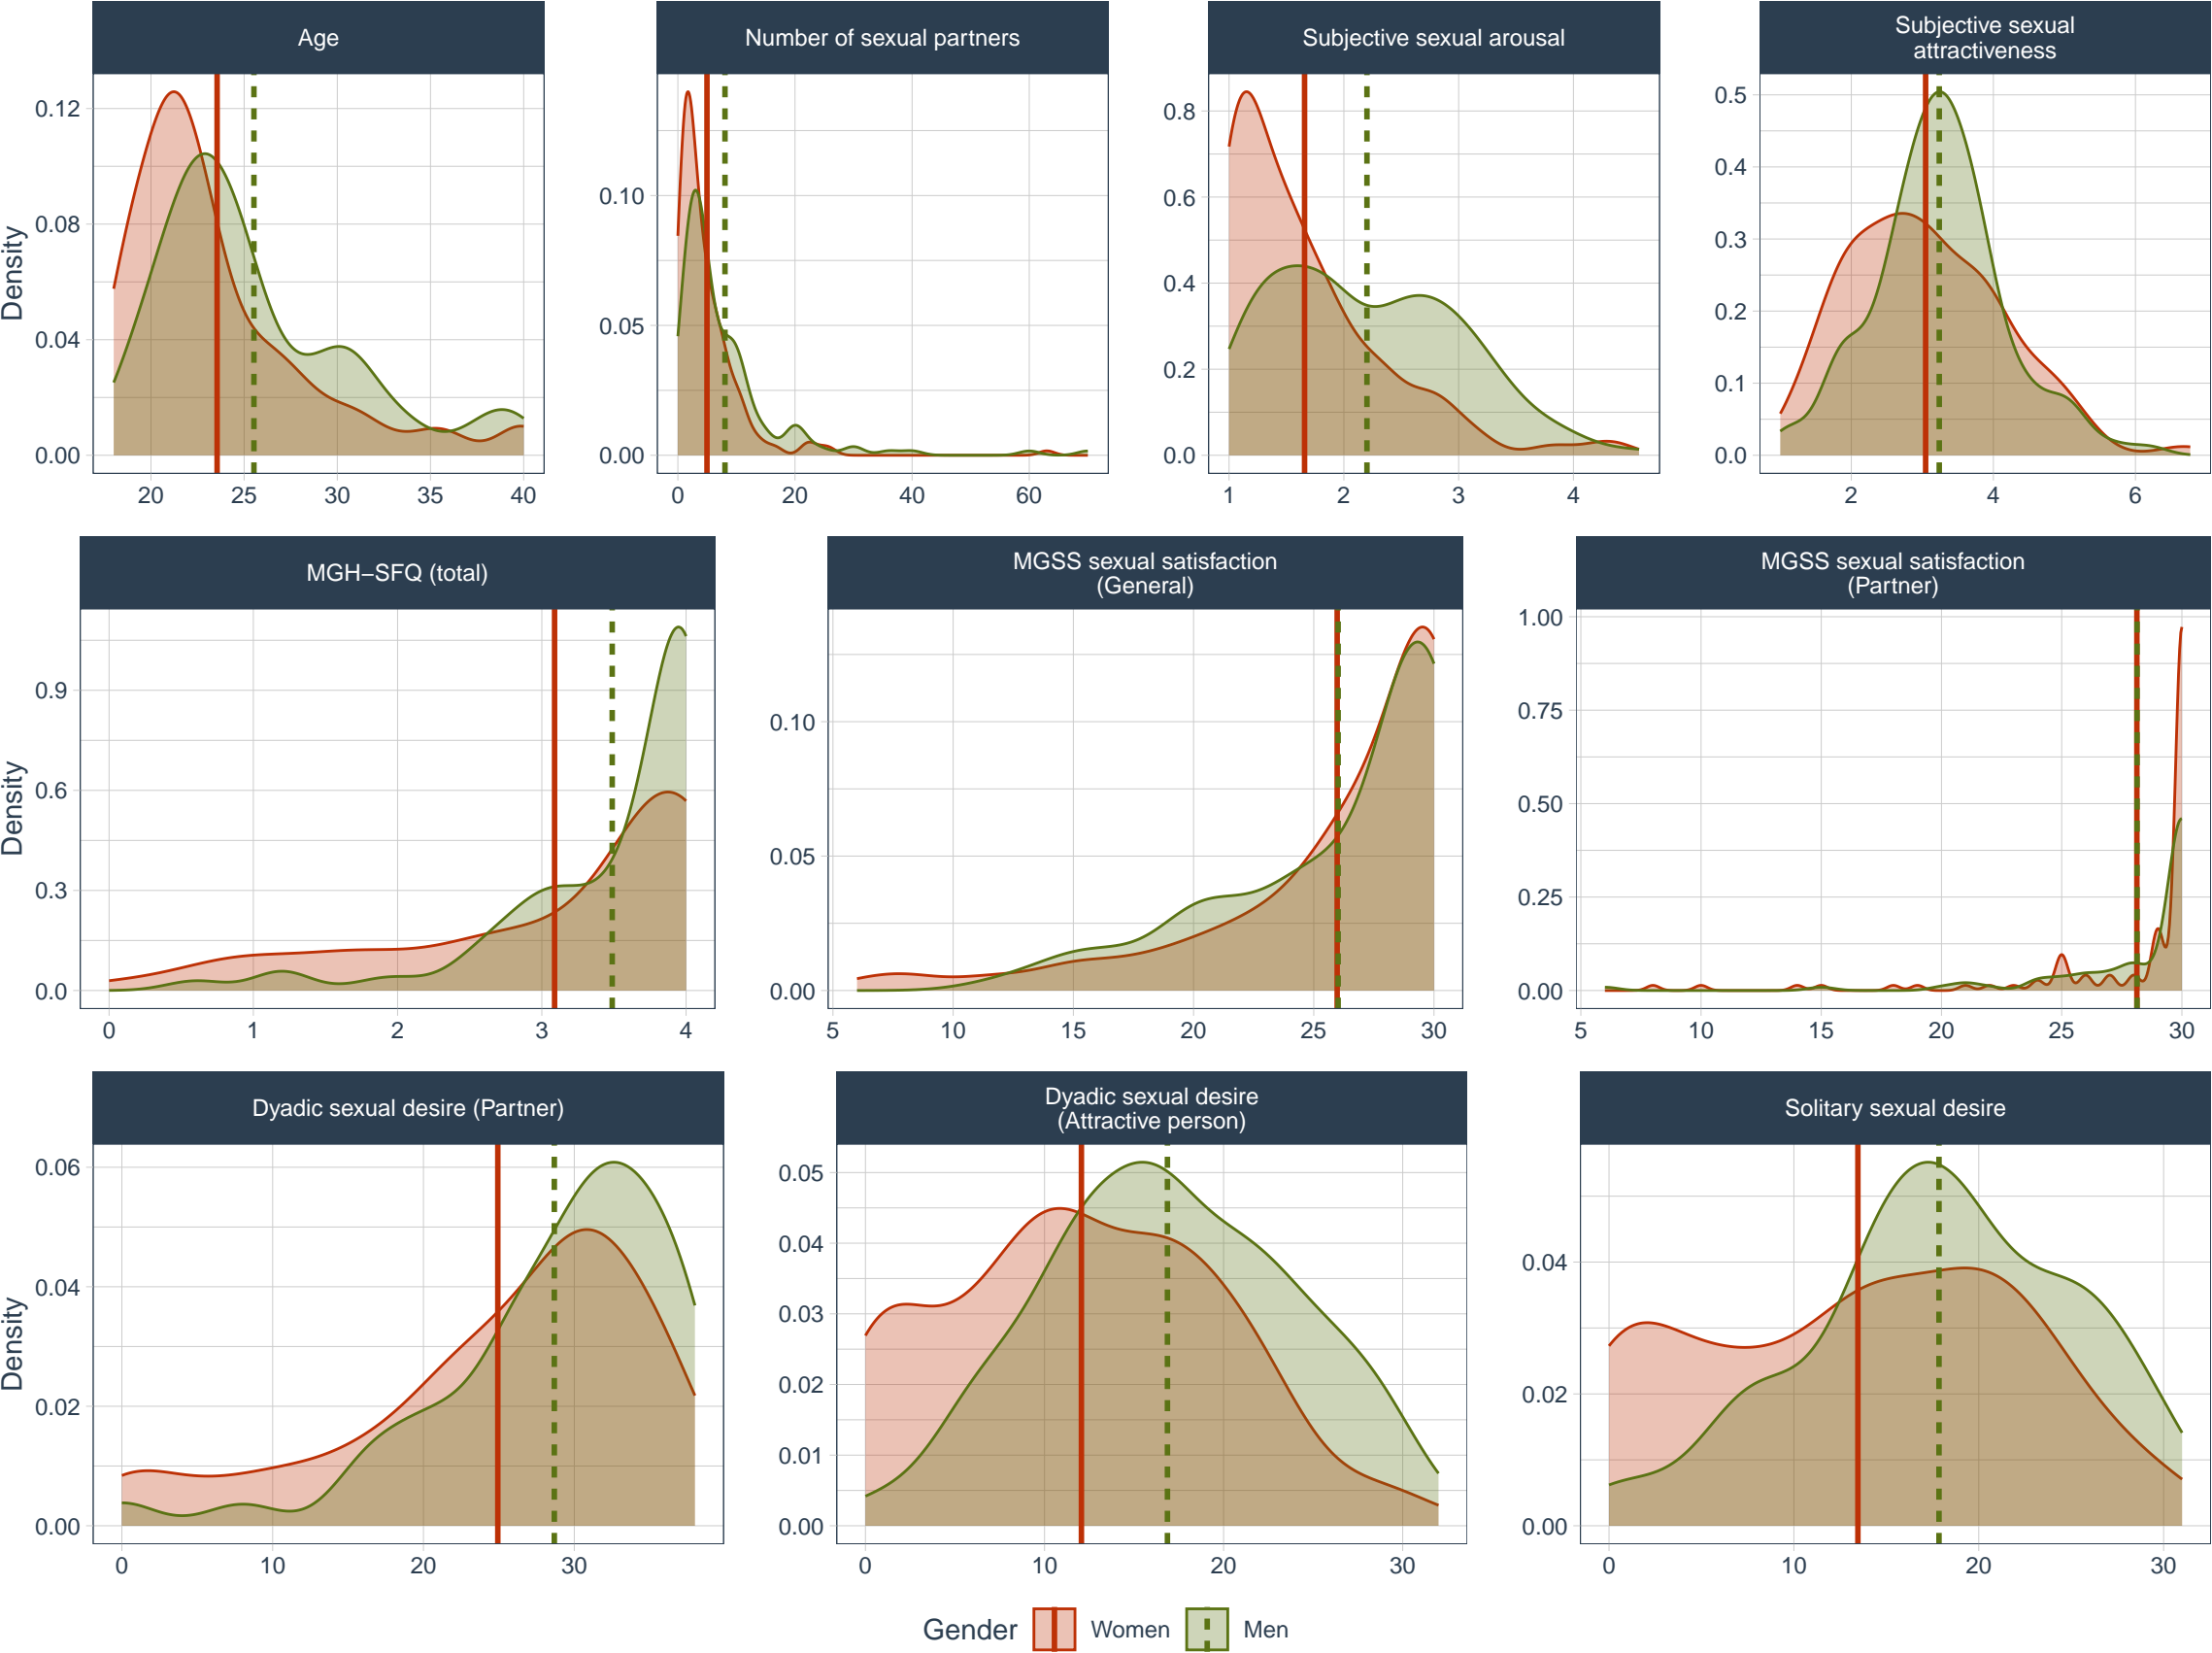 Age
Number of sexual partners
Subjective sexual arousal
Subjective sexual
attractiveness
Density
0.12
0.08
0.04
0.00
20 25 30 35 40
0.10
0.05
0.00
0 20 40 60
0.8
0.6
0.4
0.2
0.0
1 2 3 4
0.5
0.4
0.3
0.2
0.1
0.0
2 4 6
MGH−SFQ (total)
MGSS sexual satisfaction
(General)
MGSS sexual satisfaction
(Partner)
Density
0.9
0.6
0.3
0.0
0 1 2 3 4
0.10
0.05
0.00
5 10 15 20 25 30
1.00
0.75
0.50
0.25
0.00
5 10 15 20 25 30
Dyadic sexual desire (Partner)
Dyadic sexual desire
(Attractive person)
Solitary sexual desire
Density
0.06
0.04
0.02
0.00
0 10 20 30
0.05
0.04
0.03
0.02
0.01
0.00
0 10 20 30
0.04
0.02
0.00
0 10 20 30
Gender Women Men